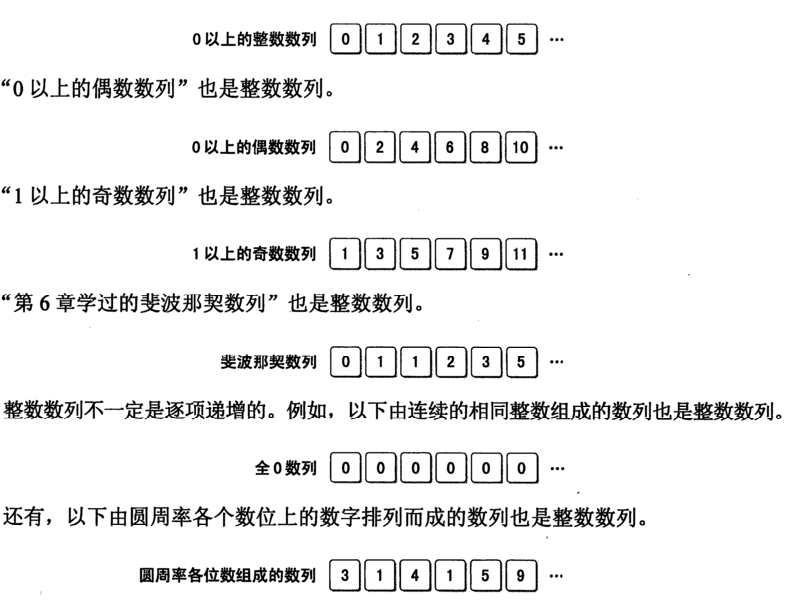 0以上的整数数列 0 1 2 3 4 5 …
“0 以上的偶数数列”也是整数数列。
0以上的偶数数列 0 2 4 6 8 10 …
“1 以上的奇数数列”也是整数数列。
1以上的奇数数列 1 3 5 7 9 11 …
“第 6 章学过的斐波那契数列”也是整数数列。
斐波那契数列 0 1 1 2 3 5 …
整数数列不一定是逐项递增的。例如，以下由连续的相同整数组成的数列也是整数数列。
全0数列 0 0 0 0 0 0 …
还有，以下由圆周率各个数位上的数字排列而成的数列也是整数数列。
圆周率各位数组成的数列 3 1 4 1 5 9 …